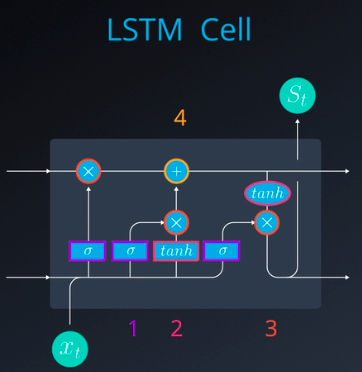 LSTM Cell
S_t
4
×
+
tanh
×
×
σ
σ
tanh
σ
1
2
3
x_t